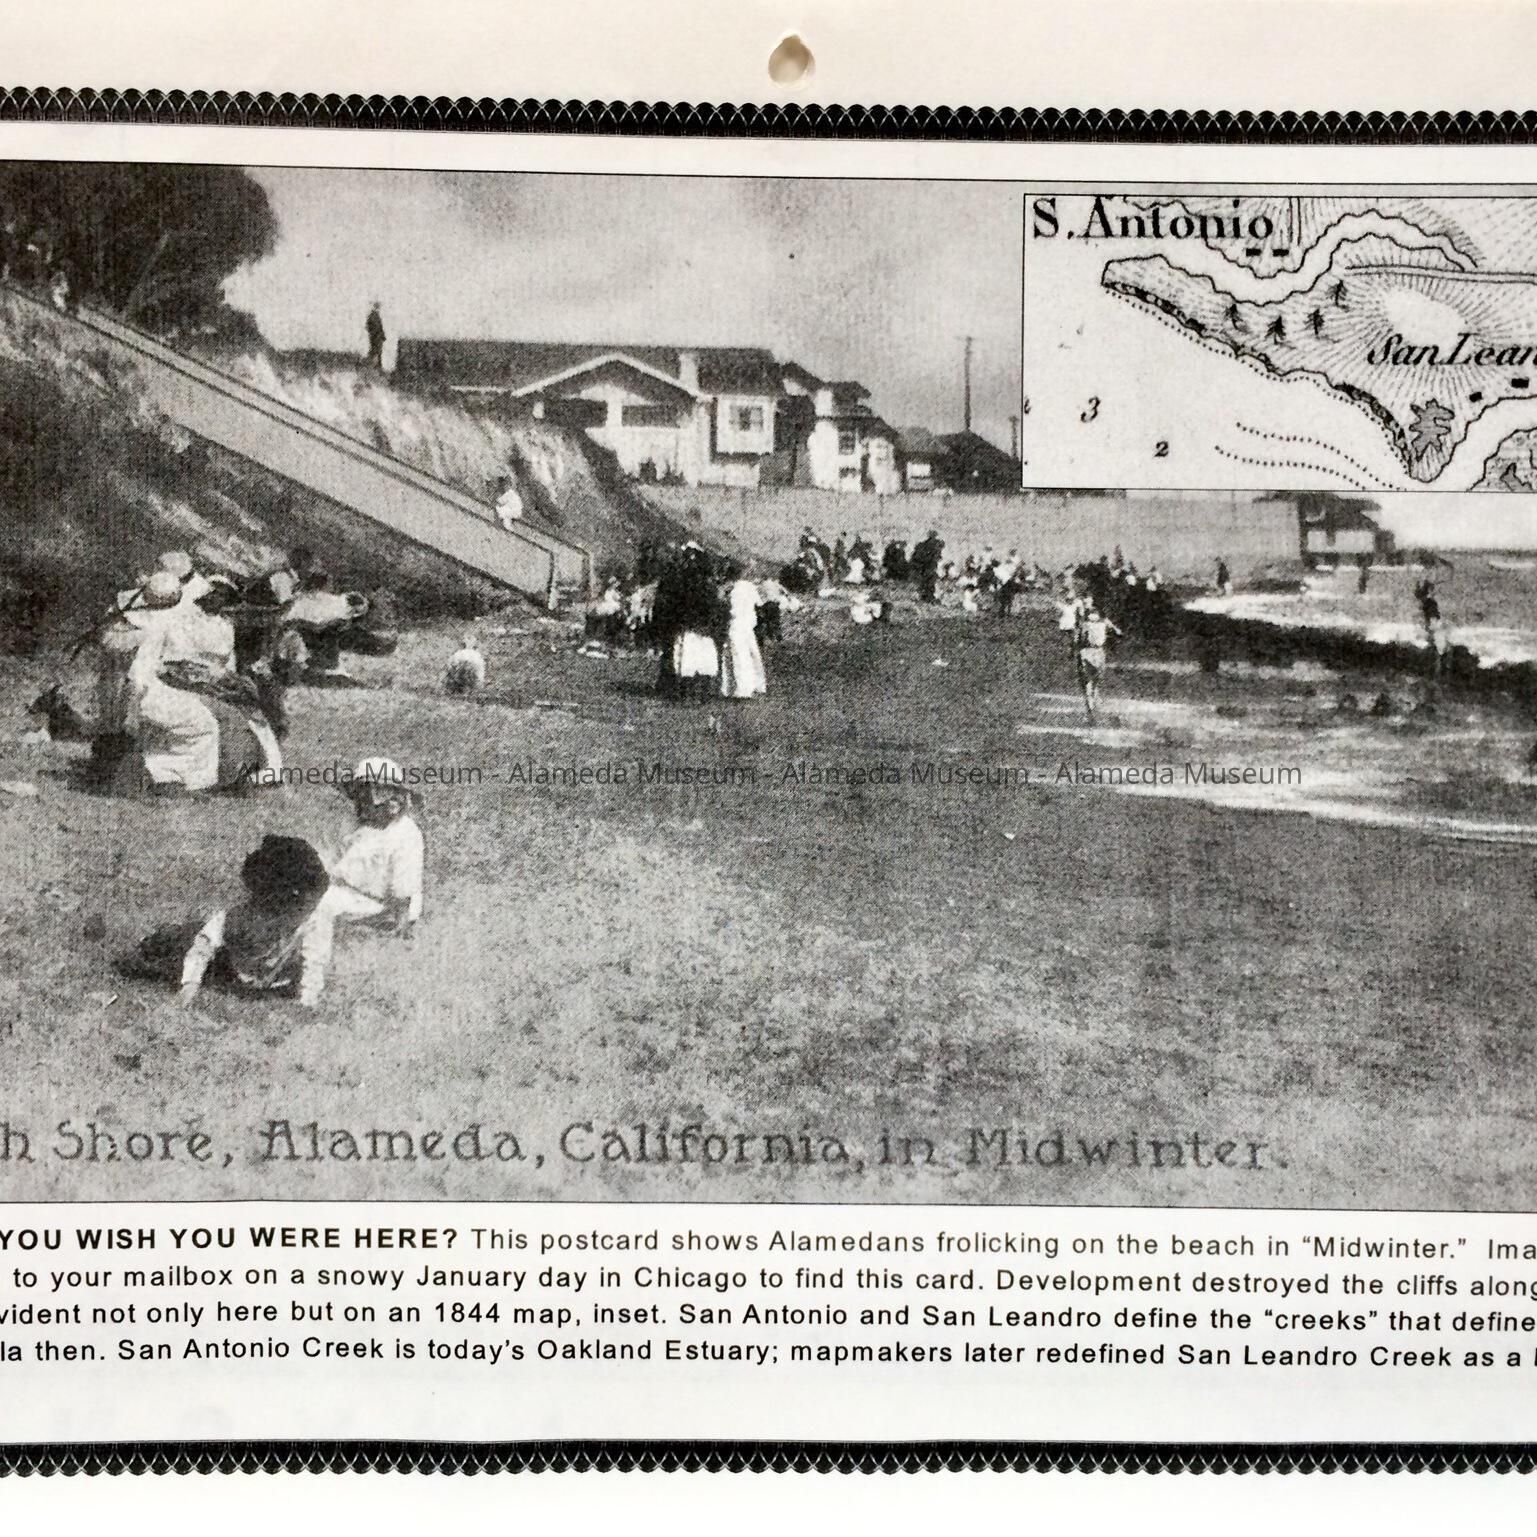 S. Antonio
San Lean
3
2
Alameda Museum - Alameda Museum - Alameda Museum - Alameda Museum
h Shore, Alameda, California, in Midwinter.
YOU WISH YOU WERE HERE? This postcard shows Alamedans frolicking on the beach in “Midwinter.” Ima
to your mailbox on a snowy January day in Chicago to find this card. Development destroyed the cliffs along
vident not only here but on an 1844 map, inset. San Antonio and San Leandro define the “creeks” that define
la then. San Antonio Creek is today’s Oakland Estuary; mapmakers later redefined San Leandro Creek as a